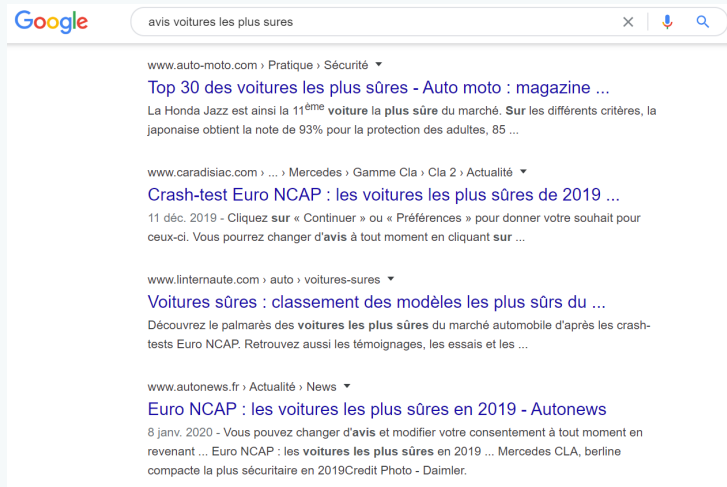 Google
avis voitures les plus sures
www.auto-moto.com › Pratique › Sécurité
Top 30 des voitures les plus sûres - Auto moto : magazine ...
La Honda Jazz est ainsi la 11ème voiture la plus sûre du marché. Sur les différents critères, la
japonaise obtient la note de 93% pour la protection des adultes, 85 ...
www.caradisiac.com › ... › Mercedes › Gamme Cla › Cla 2 › Actualité
Crash-test Euro NCAP : les voitures les plus sûres de 2019 ...
11 déc. 2019 - Cliquez sur « Continuer » ou « Préférences » pour donner votre souhait pour
ceux-ci. Vous pourrez changer d'avis à tout moment en cliquant sur ...
www.linternaute.com › auto › voitures-sures
Voitures sûres : classement des modèles les plus sûrs du ...
Découvrez le palmarès des voitures les plus sûres du marché automobile d'après les crash-
tests Euro NCAP. Retrouvez aussi les témoignages, les essais et les ...
www.autonews.fr › Actualité › News
Euro NCAP : les voitures les plus sûres en 2019 - Autonews
8 janv. 2020 - Vous pouvez changer d'avis et modifier votre consentement à tout moment en
revenant ... Euro NCAP : les voitures les plus sûres en 2019 ... Mercedes CLA, berline
compacte la plus sécuritaire en 2019Credit Photo - Daimler.